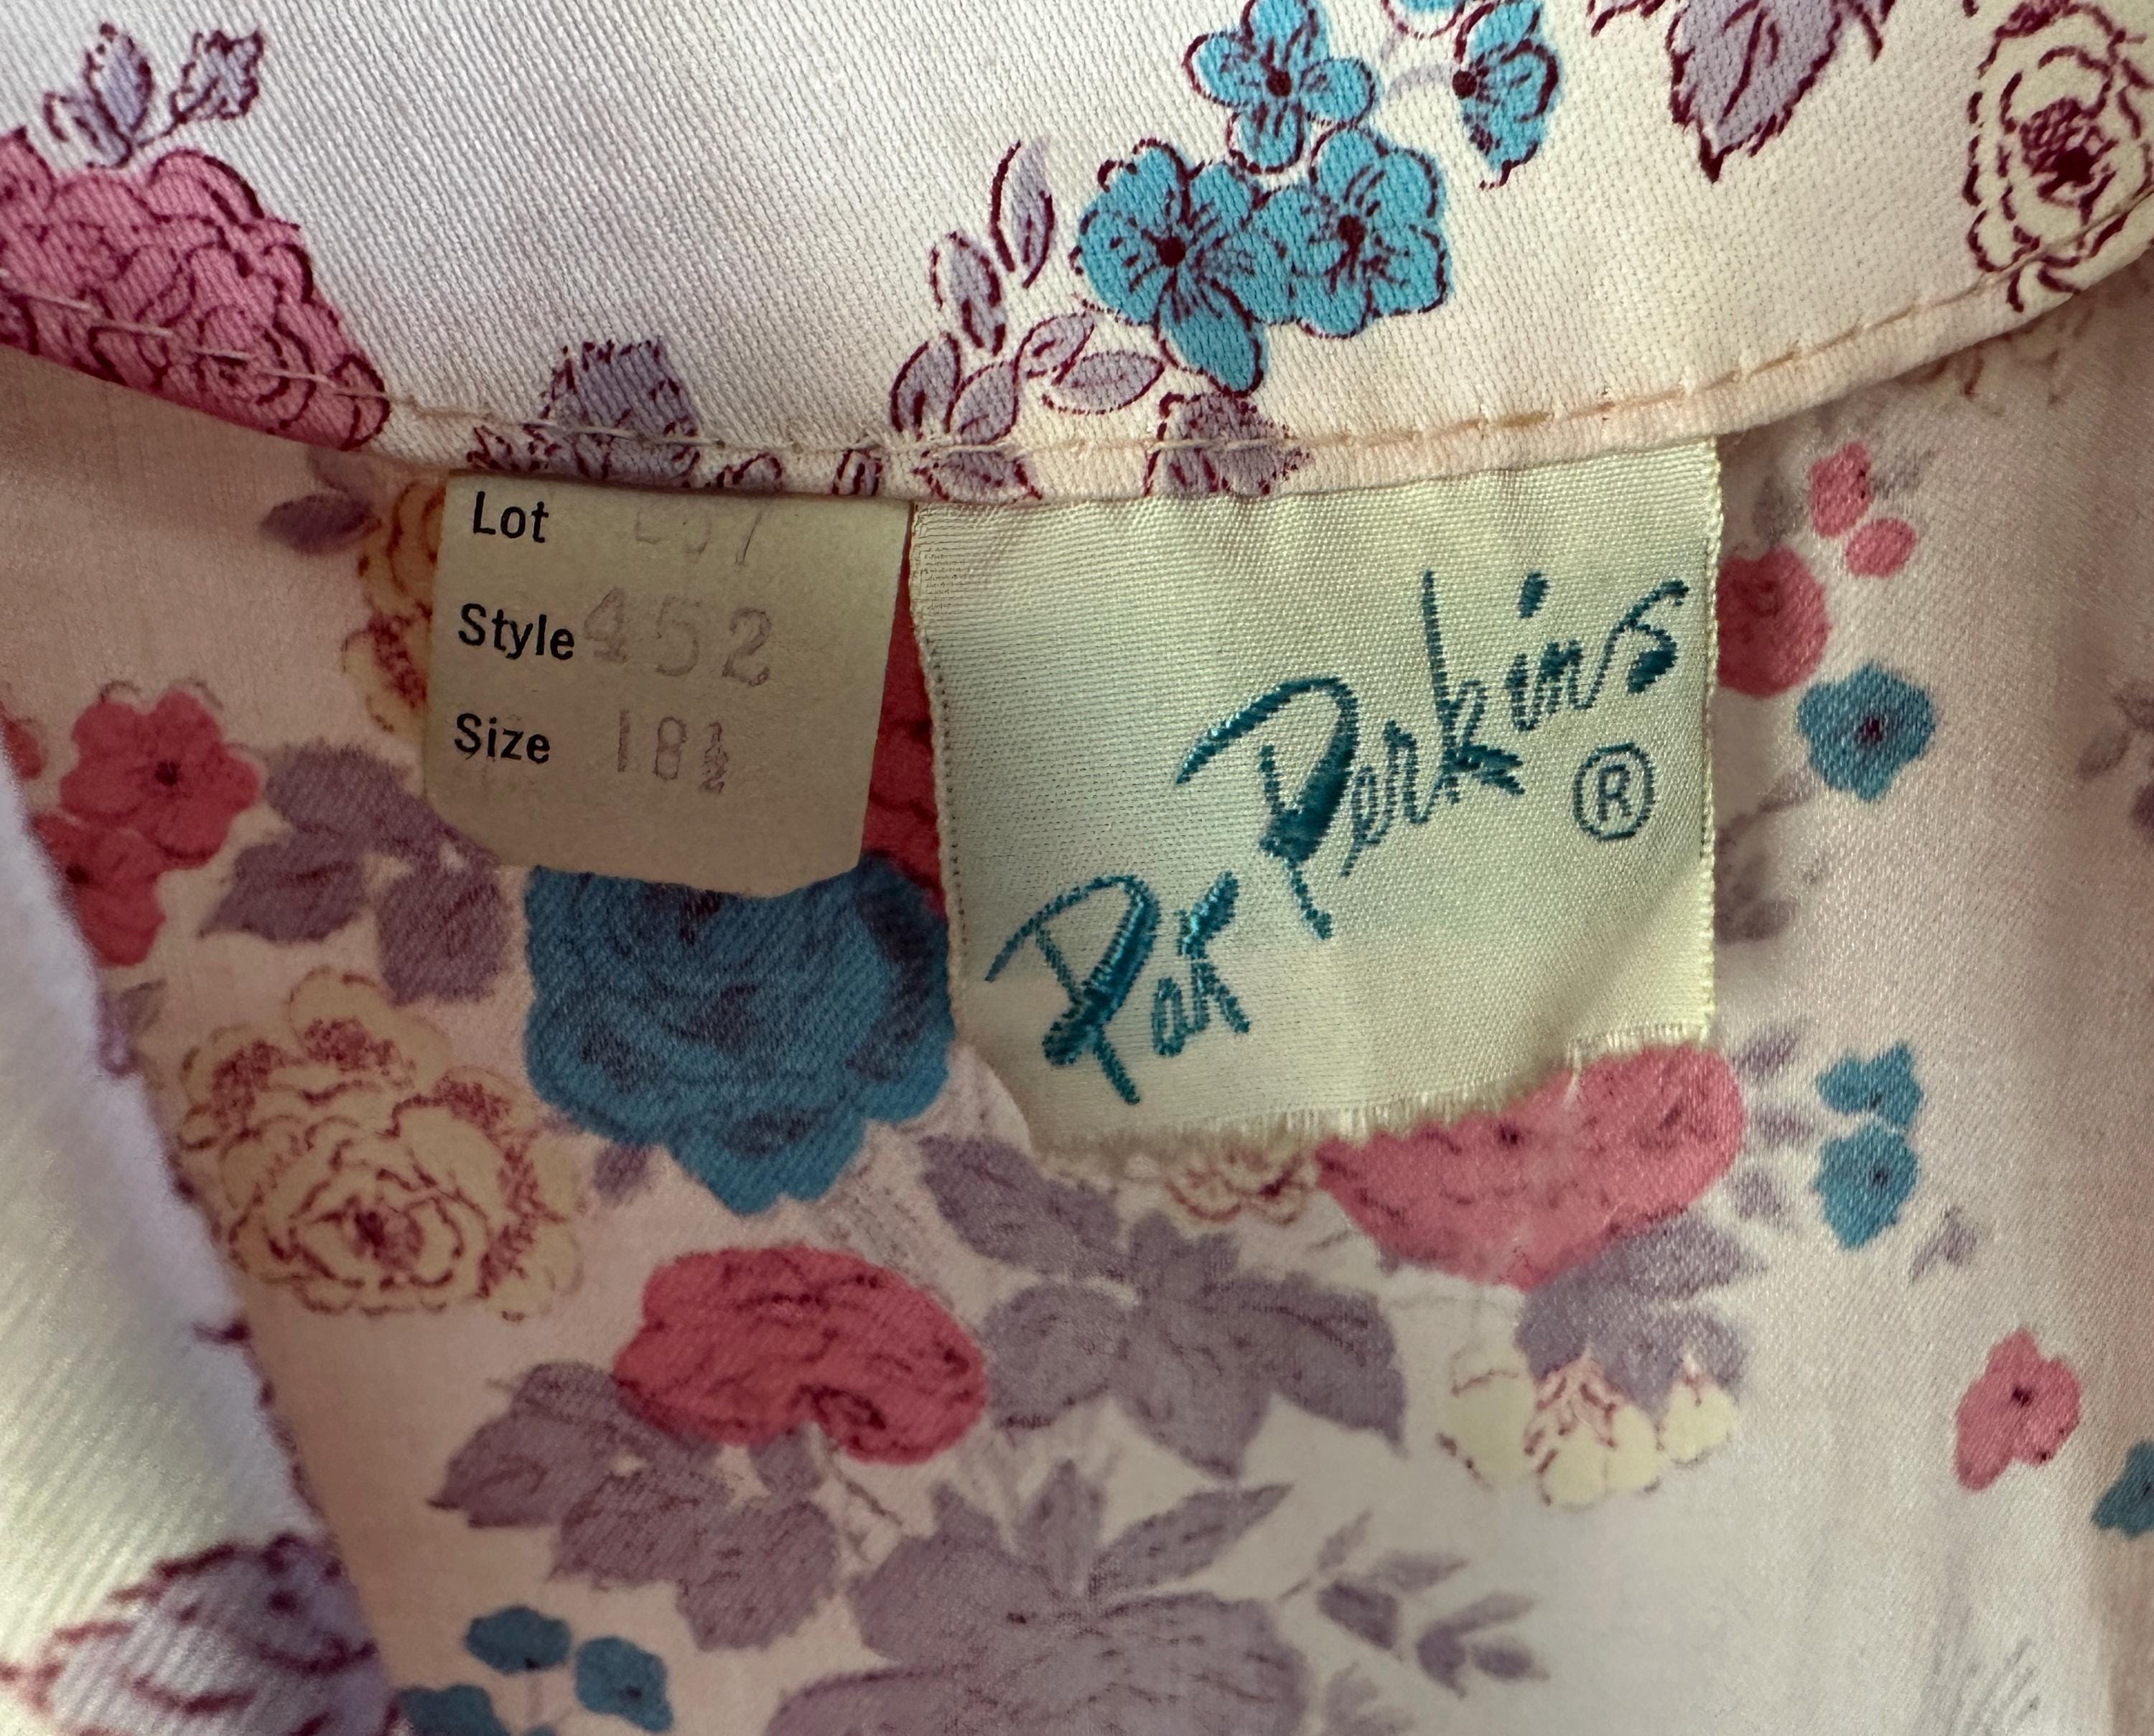 Lot
Style 452
Size 18½
Pat Perkins ®